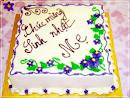 Chúc mừng
Sinh nhật
Mẹ